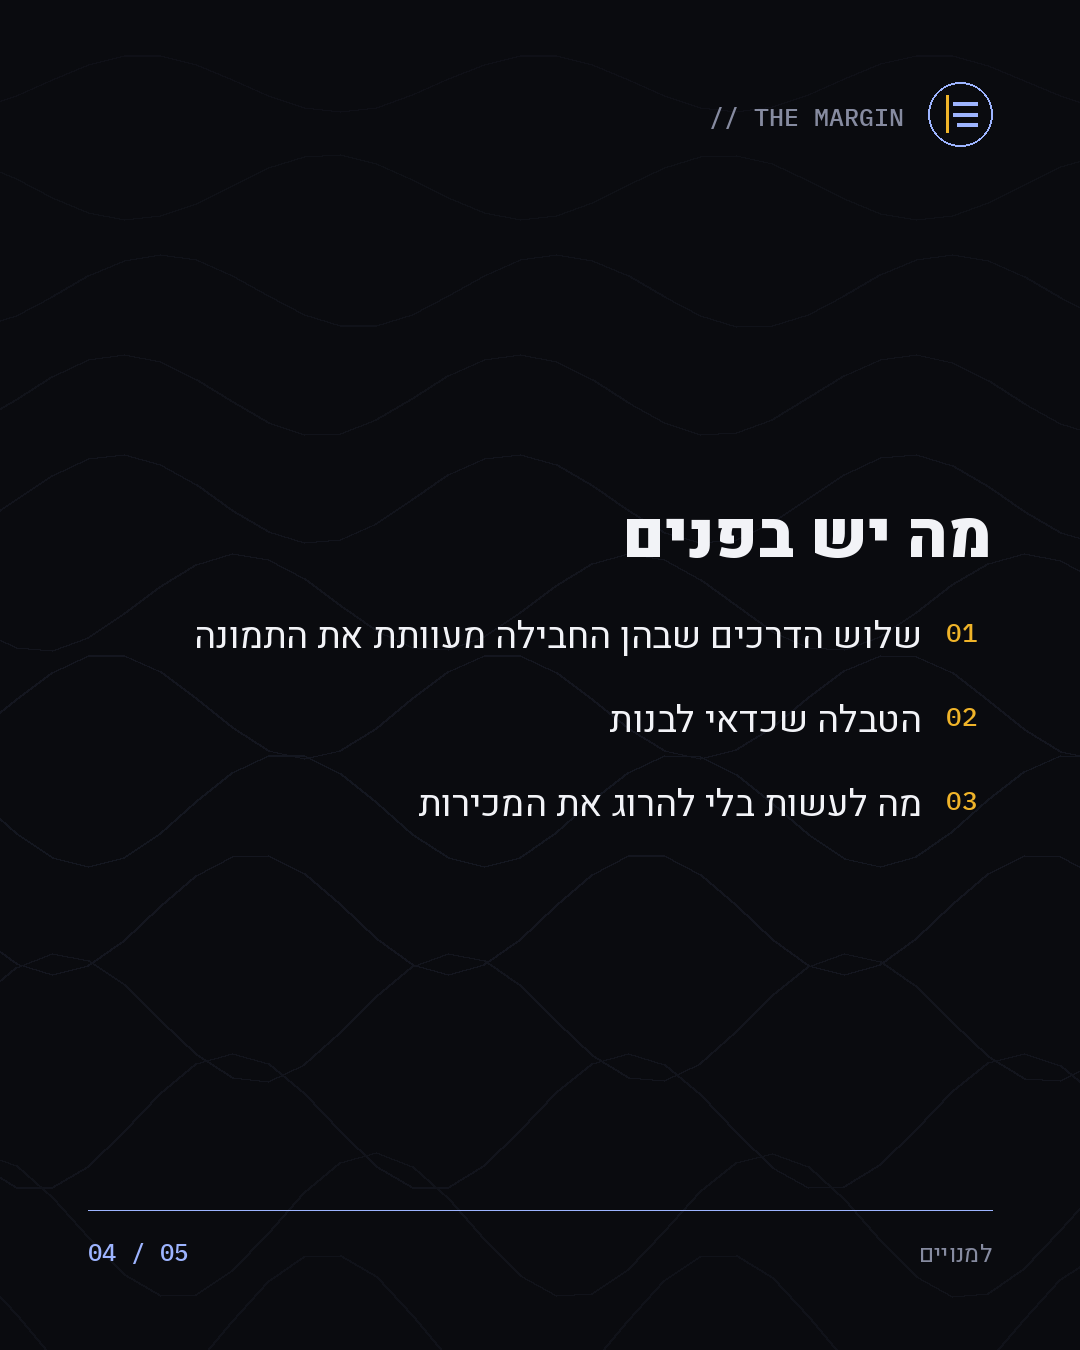 // THE MARGIN
מה יש בפנים
01 שלוש הדרכים שבהן החבילה מעוותת את התמונה
02 הטבלה שכדאי לבנות
03 מה לעשות בלי להרוג את המכירות
למנויים
04 / 05